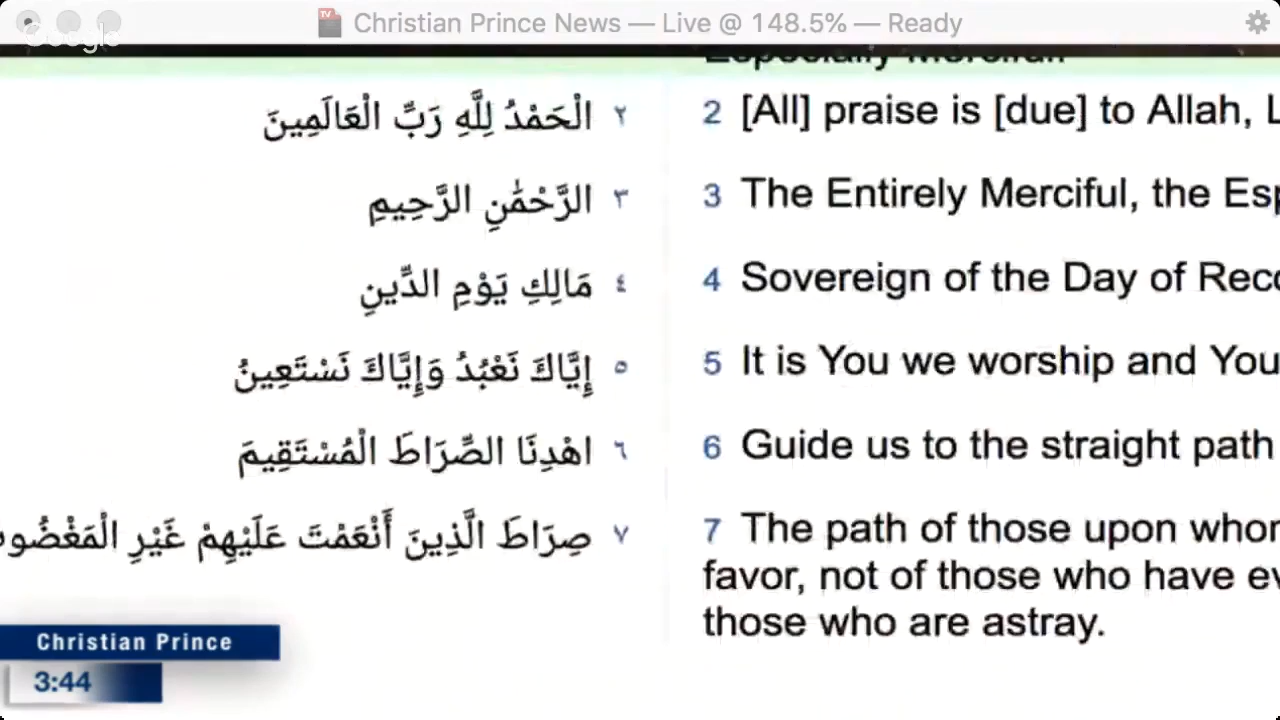 Christian Prince News — Live @ 148.5% — Ready
Google
Especially Merciful.
٢ الْحَمْدُ لِلَّهِ رَبِّ الْعَالَمِينَ
2 [All] praise is [due] to Allah, L
٣ الرَّحْمَٰنِ الرَّحِيمِ
3 The Entirely Merciful, the Esp
٤ مَالِكِ يَوْمِ الدِّينِ
4 Sovereign of the Day of Reco
٥ إِيَّاكَ نَعْبُدُ وَإِيَّاكَ نَسْتَعِينُ
5 It is You we worship and You
٦ اهْدِنَا الصِّرَاطَ الْمُسْتَقِيمَ
6 Guide us to the straight path
٧ صِرَاطَ الَّذِينَ أَنْعَمْتَ عَلَيْهِمْ غَيْرِ الْمَغْضُو
7 The path of those upon whom
favor, not of those who have ev
those who are astray.
Christian Prince
3:44